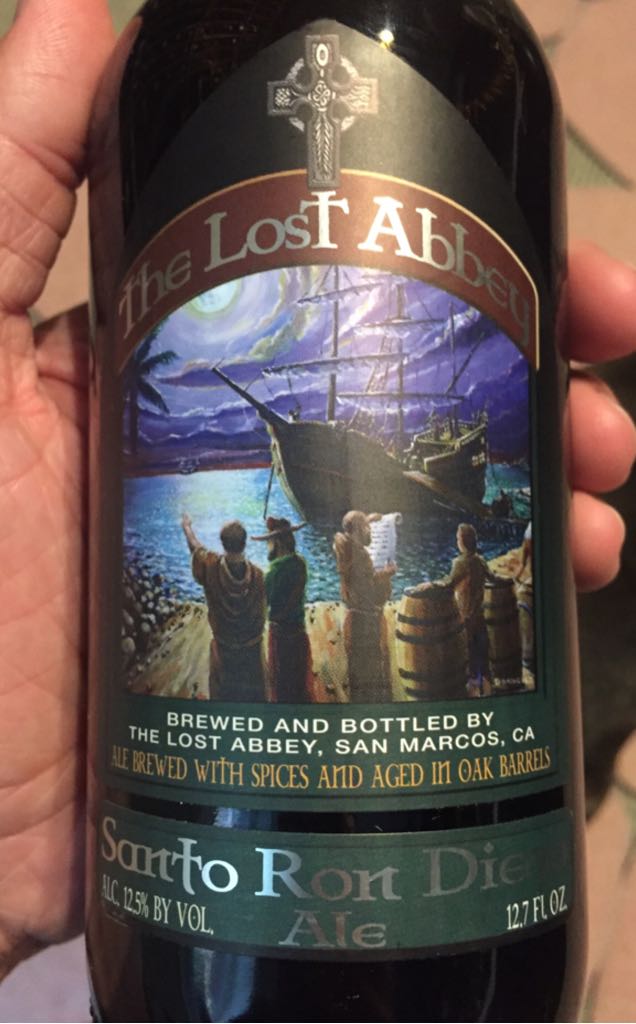 The Lost Abbey
BREWED AND BOTTLED BY
THE LOST ABBEY, SAN MARCOS, CA
ALE BREWED WITH SPICES AND AGED IN OAK BARRELS
Santo Ron
Ale
ALC. 12.5% BY VOL.
12.7 FL OZ.